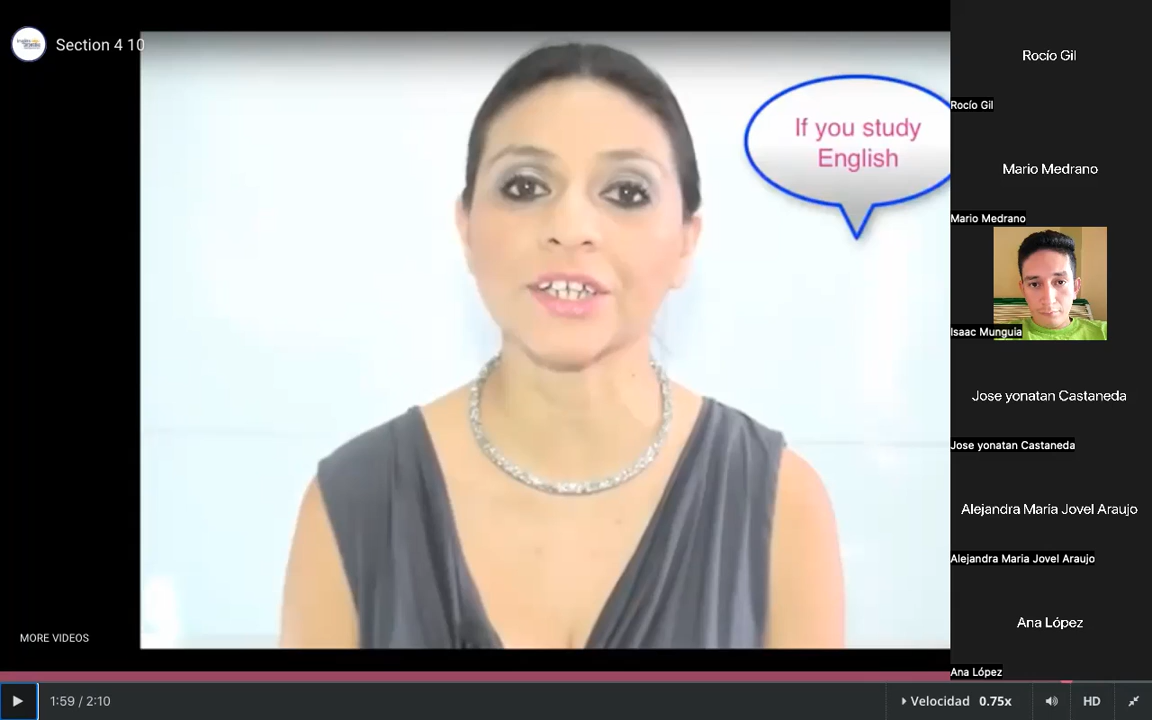 Section 4 10
If you study
English
MORE VIDEOS
1:59 / 2:10
Velocidad 0.75x
HD
Rocío Gil
Rocío Gil
Mario Medrano
Mario Medrano
Isaac Munguia
Jose yonatan Castaneda
Jose yonatan Castaneda
Alejandra Maria Jovel Araujo
Alejandra Maria Jovel Araujo
Ana López
Ana López